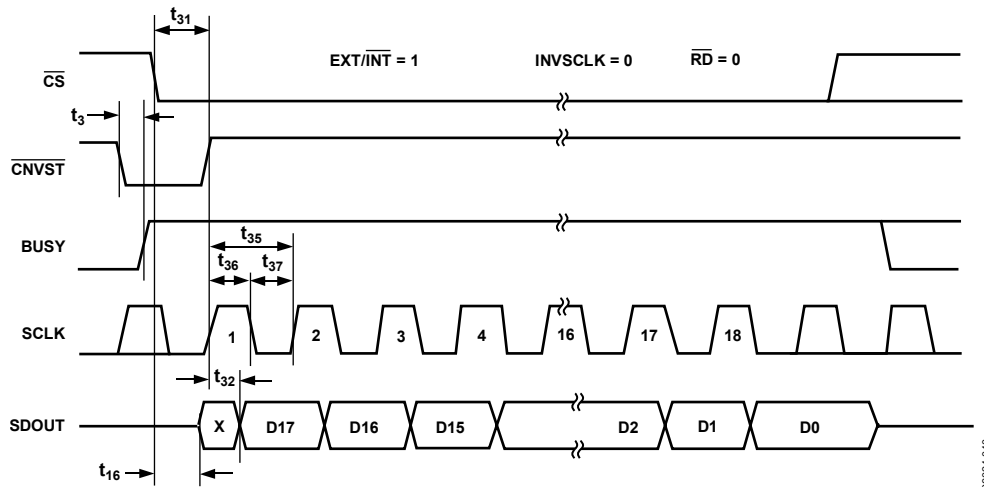 t31
EXT/INT = 1 INVSCLK = 0 RD = 0
CS
t3
CNVST
BUSY
t35
t36 t37
SCLK
1 2 3 4 16 17 18
t32
SDOUT
X D17 D16 D15 D2 D1 D0
t16